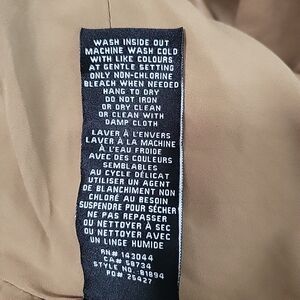 WASH INSIDE OUT
MACHINE WASH COLD
WITH LIKE COLOURS
AT GENTLE SETTING
ONLY NON-CHLORINE
BLEACH WHEN NEEDED
HANG TO DRY
DO NOT IRON
OR DRY CLEAN
OR CLEAN WITH
DAMP CLOTH
LAVER À L'ENVERS
LAVER À LA MACHINE
À L'EAU FROIDE
AVEC DES COULEURS
SEMBLABLES
AU CYCLE DÉLICAT
UTILISER UN AGENT
DE BLANCHIMENT NON
CHLORÉ AU BESOIN
SUSPENDRE POUR SÉCHER
NE PAS REPASSER
OU NETTOYER À SEC
OU NETTOYER AVEC
UN LINGE HUMIDE
RN# 143044
CA# 58734
STYLE NO. 81894
PO# 26427